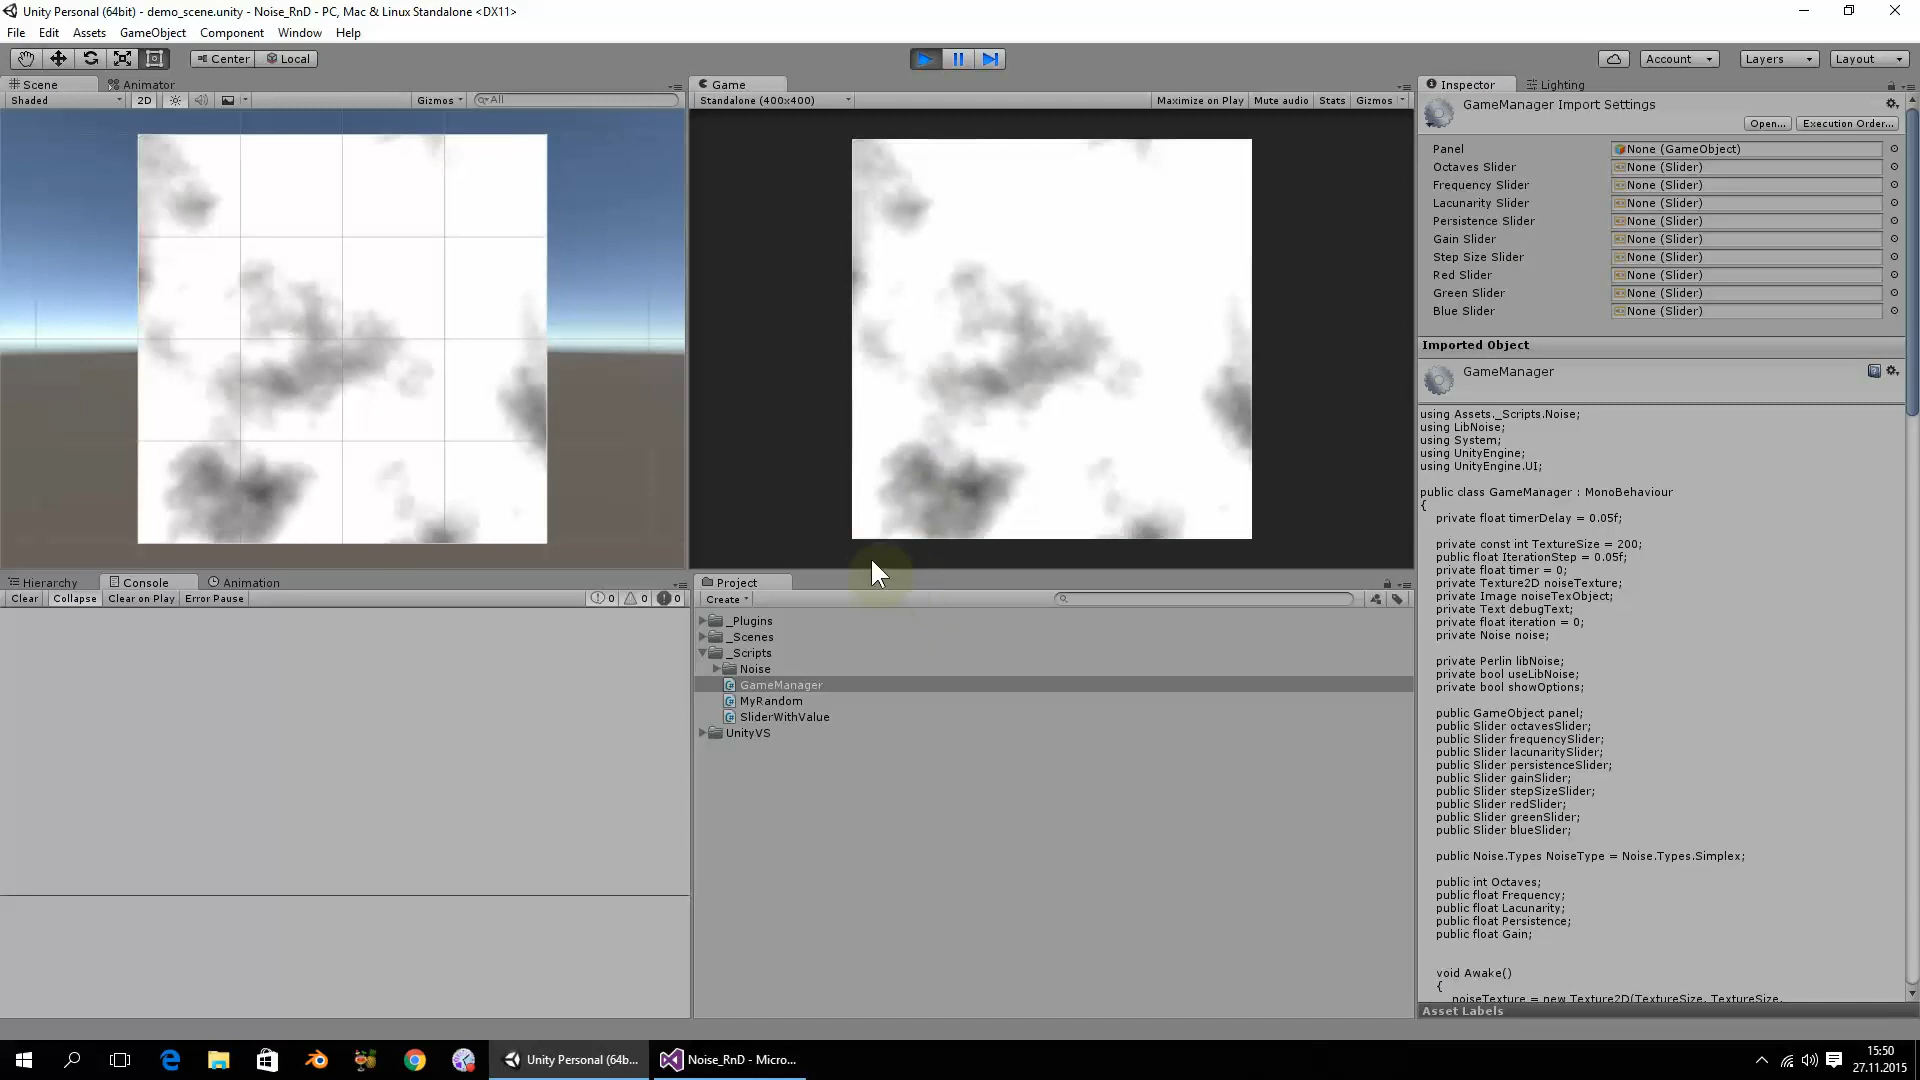 Unity Personal (64bit) - demo_scene.unity - Noise_RnD - PC, Mac & Linux Standalone <DX11>
File Edit Assets GameObject Component Window Help
Center Local
Account Layers Layout
Scene Animator
Shaded 2D Gizmos All
Game
Standalone (400x400) Maximize on Play Mute audio Stats Gizmos
Inspector Lighting
GameManager Import Settings
Open... Execution Order...
Panel None (GameObject)
Octaves Slider None (Slider)
Frequency Slider None (Slider)
Lacunarity Slider None (Slider)
Persistence Slider None (Slider)
Gain Slider None (Slider)
Step Size Slider None (Slider)
Red Slider None (Slider)
Green Slider None (Slider)
Blue Slider None (Slider)
Imported Object
GameManager
using Assets._Scripts.Noise;
using LibNoise;
using System;
using UnityEngine;
using UnityEngine.UI;
public class GameManager : MonoBehaviour
{
private float timerDelay = 0.05f;
private const int TextureSize = 200;
public float IterationStep = 0.05f;
private float timer = 0;
private Texture2D noiseTexture;
private Image noiseTexObject;
private Text debugText;
private float iteration = 0;
private Noise noise;
private Perlin libNoise;
private bool useLibNoise;
private bool showOptions;
public GameObject panel;
public Slider octavesSlider;
public Slider frequencySlider;
public Slider lacunaritySlider;
public Slider persistenceSlider;
public Slider gainSlider;
public Slider stepSizeSlider;
public Slider redSlider;
public Slider greenSlider;
public Slider blueSlider;
public Noise.Types NoiseType = Noise.Types.Simplex;
public int Octaves;
public float Frequency;
public float Lacunarity;
public float Persistence;
public float Gain;
void Awake()
{
noiseTexture = new Texture2D(TextureSize, TextureSize,
Asset Labels
Hierarchy Console Animation
Clear Collapse Clear on Play Error Pause 0 0 0
Project
Create
_Plugins
_Scenes
_Scripts
Noise
GameManager
MyRandom
SliderWithValue
UnityVS
Unity Personal (64b...
Noise_RnD - Micro...
15:50
27.11.2015